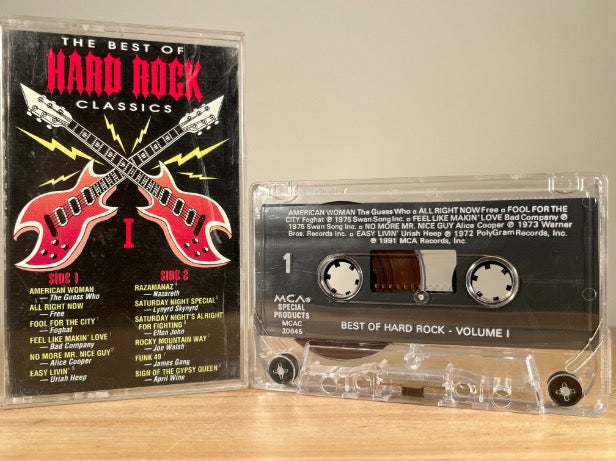 THE BEST OF
HARD ROCK
CLASSICS
I
SIDE 1
AMERICAN WOMAN
— The Guess Who
ALL RIGHT NOW
— Free
FOOL FOR THE CITY
— Foghat
FEEL LIKE MAKIN' LOVE
— Bad Company
NO MORE MR. NICE GUY
— Alice Cooper
EASY LIVIN'
— Uriah Heep
SIDE 2
RAZAMANAZ
— Nazareth
SATURDAY NIGHT SPECIAL
— Lynyrd Skynyrd
SATURDAY NIGHT'S ALRIGHT
FOR FIGHTING
— Elton John
ROCKY MOUNTAIN WAY
— Joe Walsh
FUNK 49
— James Gang
SIGN OF THE GYPSY QUEEN
— April Wine
AMERICAN WOMAN The Guess Who ALL RIGHT NOW Free FOOL FOR THE
CITY Foghat ℗ 1975 Swan Song Inc. FEEL LIKE MAKIN' LOVE Bad Company ℗
1975 Swan Song Inc. NO MORE MR. NICE GUY Alice Cooper ℗ 1973 Warner
Bros. Records Inc. EASY LIVIN' Uriah Heep ℗ 1972 PolyGram Records, Inc.
℗ 1991 MCA Records, Inc.
1
MCA
SPECIAL
PRODUCTS
MCAC
20645
BEST OF HARD ROCK - VOLUME I